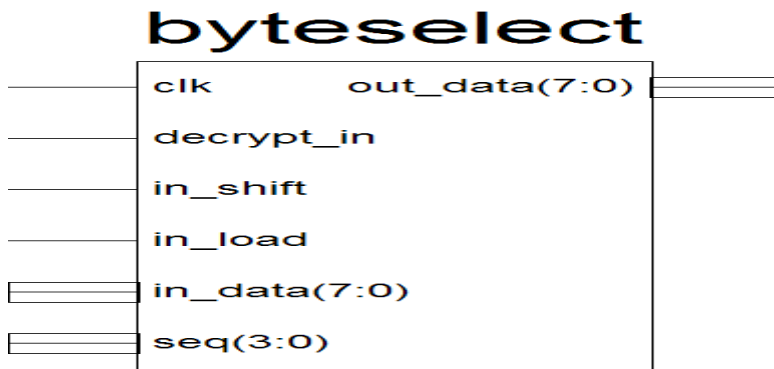 byteselect
clk out_data(7:0)
decrypt_in
in_shift
in_load
in_data(7:0)
seq(3:0)